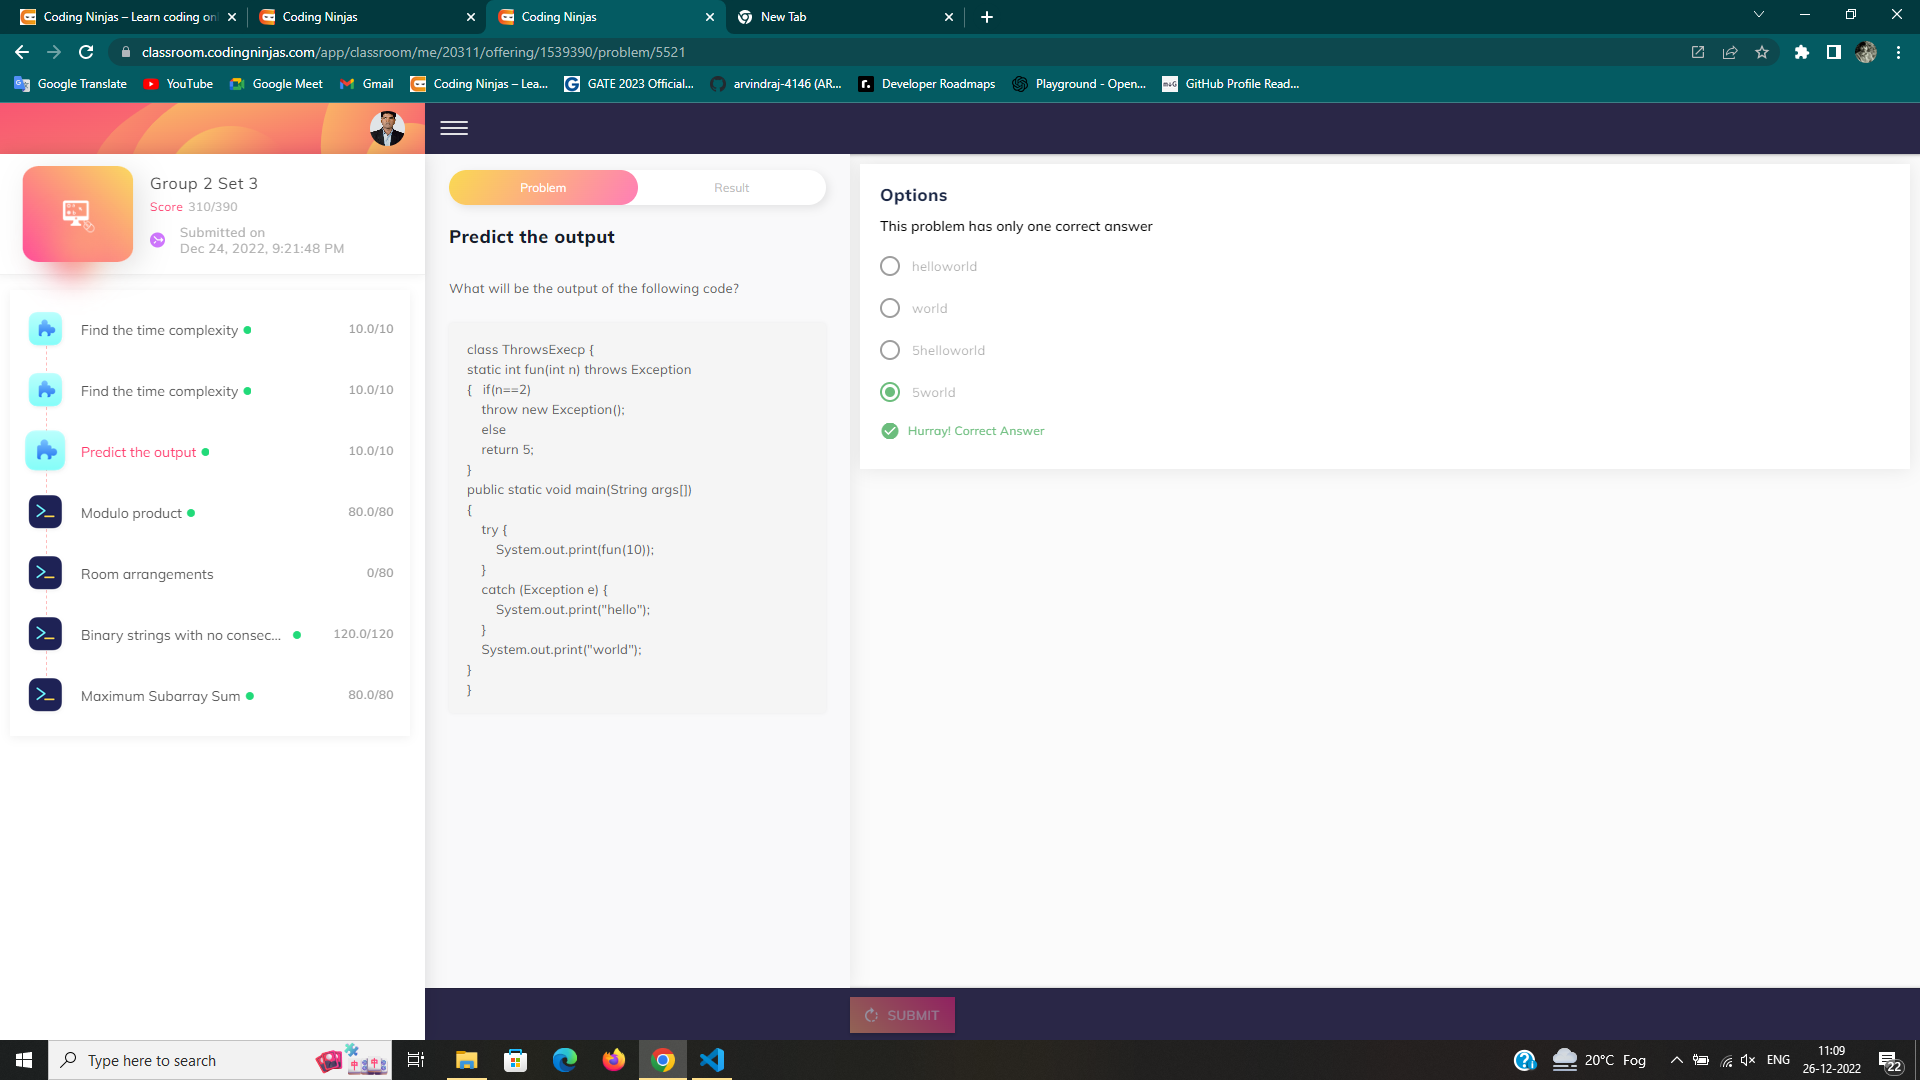 Coding Ninjas – Learn coding onl
Coding Ninjas
Coding Ninjas
New Tab
classroom.codingninjas.com/app/classroom/me/20311/offering/1539390/problem/5521
Google Translate
YouTube
Google Meet
Gmail
Coding Ninjas – Lea...
GATE 2023 Official...
arvindraj-4146 (AR...
Developer Roadmaps
Playground - Open...
GitHub Profile Read...
Group 2 Set 3
Score 310/390
Submitted on
Dec 24, 2022, 9:21:48 PM
Find the time complexity 10.0/10
Find the time complexity 10.0/10
Predict the output 10.0/10
Modulo product 80.0/80
Room arrangements 0/80
Binary strings with no consec... 120.0/120
Maximum Subarray Sum 80.0/80
Problem
Result
Predict the output
What will be the output of the following code?
class ThrowsExecp {
static int fun(int n) throws Exception
{ if(n==2)
throw new Exception();
else
return 5;
}
public static void main(String args[])
{
try {
System.out.print(fun(10));
}
catch (Exception e) {
System.out.print("hello");
}
System.out.print("world");
}
}
Options
This problem has only one correct answer
helloworld
world
5helloworld
5world
Hurray! Correct Answer
SUBMIT
Type here to search
20°C Fog
ENG
11:09
26-12-2022
22